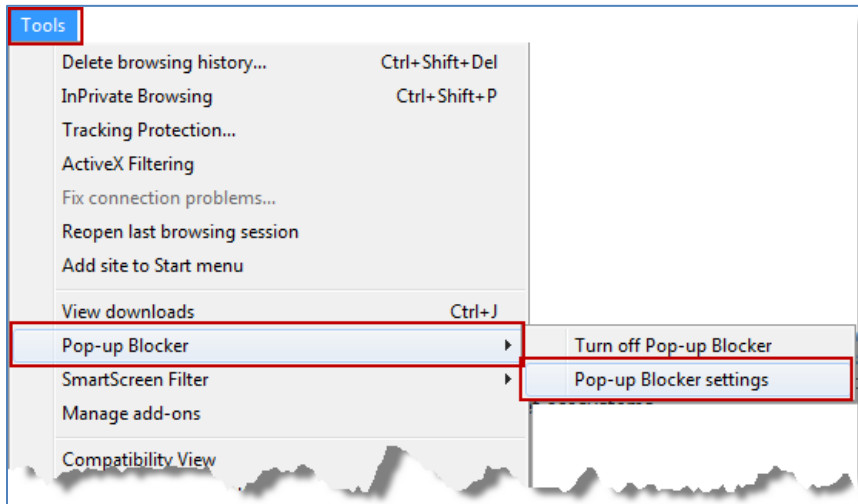 Tools
Delete browsing history... Ctrl+Shift+Del
InPrivate Browsing Ctrl+Shift+P
Tracking Protection...
ActiveX Filtering
Fix connection problems...
Reopen last browsing session
Add site to Start menu
View downloads Ctrl+J
Pop-up Blocker
Turn off Pop-up Blocker
SmartScreen Filter
Pop-up Blocker settings
Manage add-ons
Compatibility View